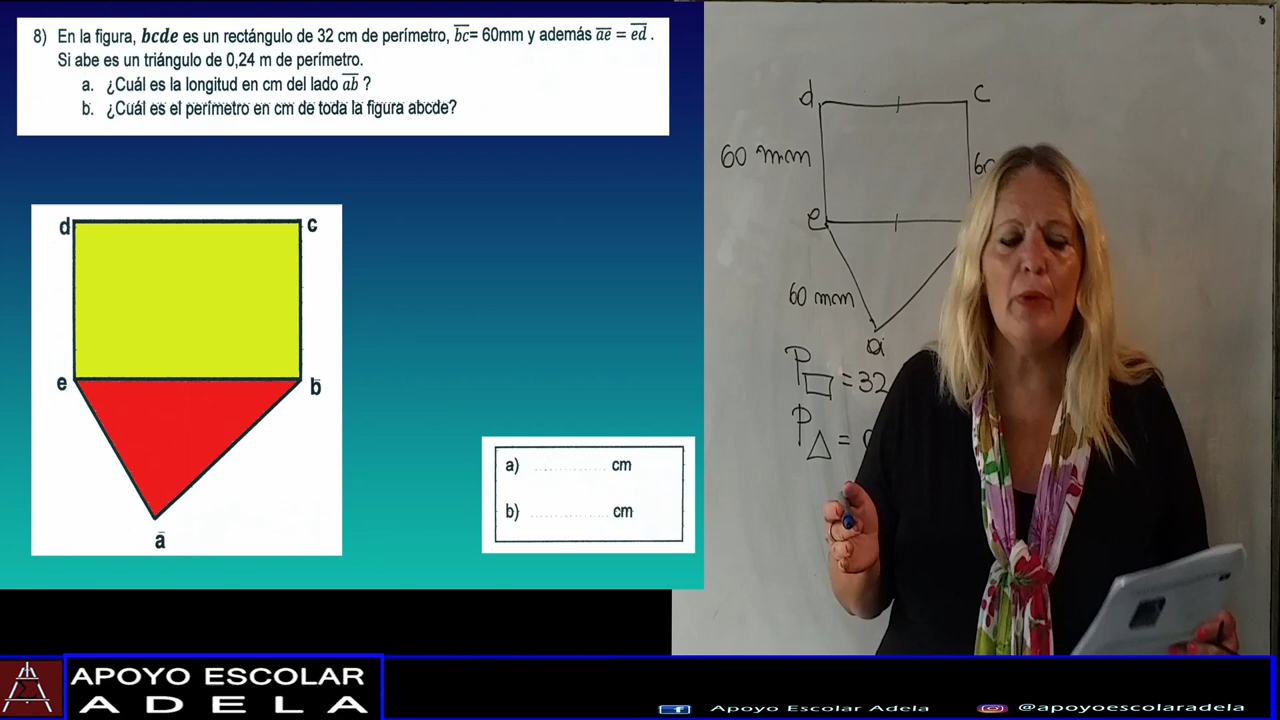 8) En la figura, bcde es un rectángulo de 32 cm de perímetro, bc= 60mm y además ae = ed .
Si abe es un triángulo de 0,24 m de perímetro.
a. ¿Cuál es la longitud en cm del lado ab ?
b. ¿Cuál es el perímetro en cm de toda la figura abcde?
d c
e b
a
a) .............. cm
b) .............. cm
d c
60 mm
e
60 mm
a
P▭ = 32
P△ =
APOYO ESCOLAR
ADELA
Apoyo Escolar Adela
@apoyoescolaradela